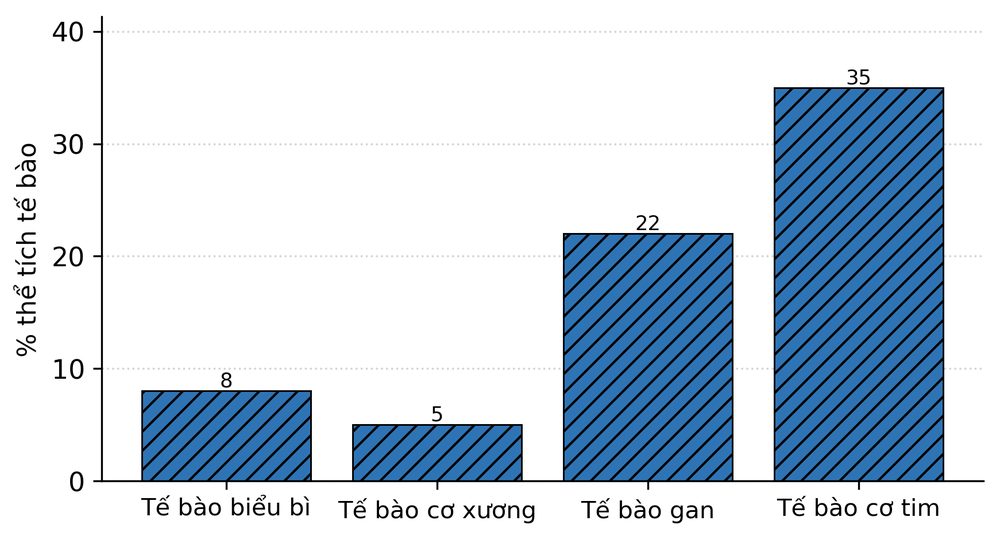 % thể tích tế bào
40
30
20
10
0
8
5
22
35
Tế bào biểu bì
Tế bào cơ xương
Tế bào gan
Tế bào cơ tim